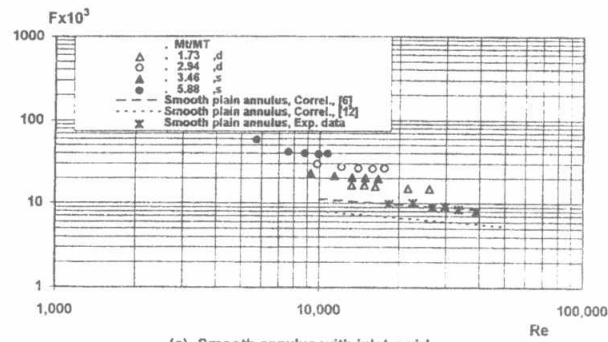 Fx10³
1000
. Mt/MT
. 1.73 ,d
. 2.94 ,d
. 3.46 ,s
. 5.88 ,s
Smooth plain annulus, Correl., [6]
100
Smooth plain annulus, Correl., [12]
Smooth plain annulus, Exp. data
10
1
1,000
10,000
100,000
Re
(a) Smooth annulus with inlet